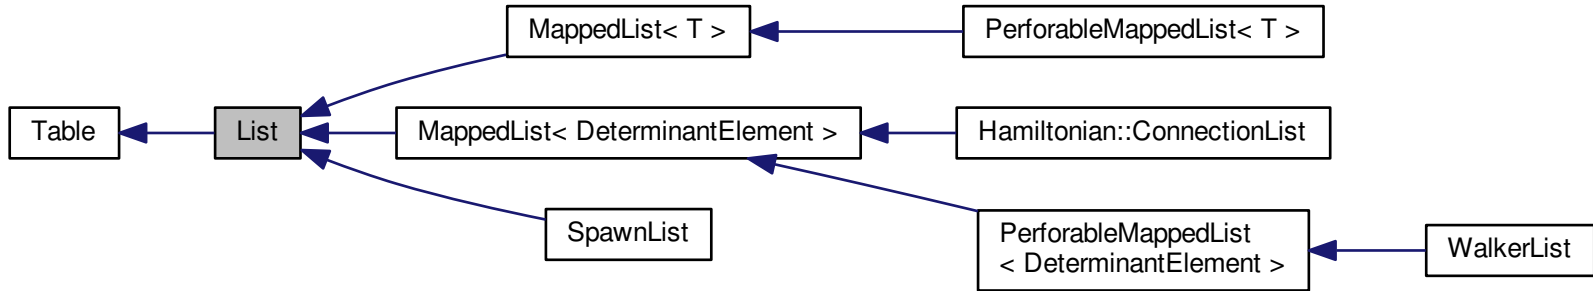 MappedList< T >
PerforableMappedList< T >
Table
List
MappedList< DeterminantElement >
Hamiltonian::ConnectionList
SpawnList
PerforableMappedList
< DeterminantElement >
WalkerList